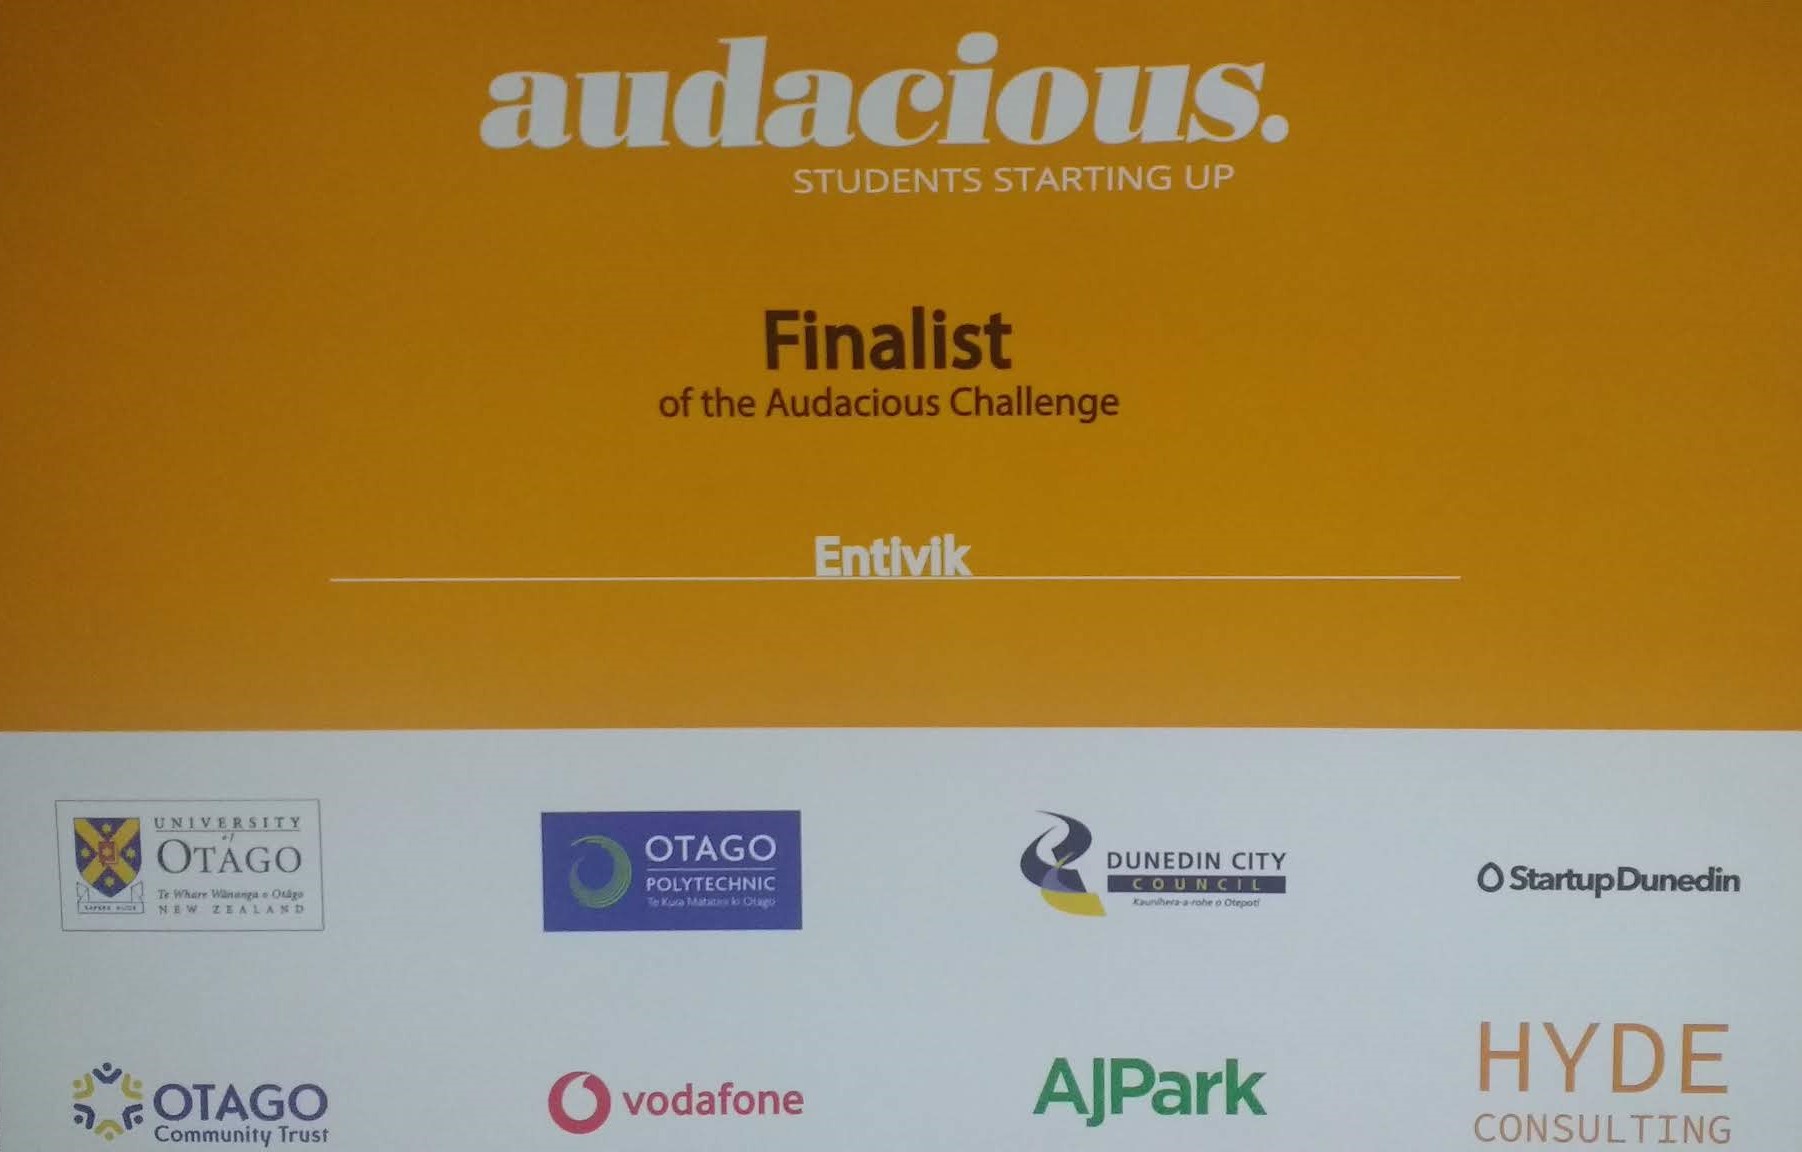 audacious.
STUDENTS STARTING UP
Finalist
of the Audacious Challenge
Entivik
UNIVERSITY
of
OTAGO
Te Whare Wānanga o Otāgo
NEW ZEALAND
SAPERE AUDE
OTAGO
POLYTECHNIC
Te Kura Matatini ki Otago
DUNEDIN CITY
COUNCIL
Kaunihera-a-rohe o Otepoti
StartupDunedin
OTAGO
Community Trust
vodafone
AJPark
HYDE
CONSULTING